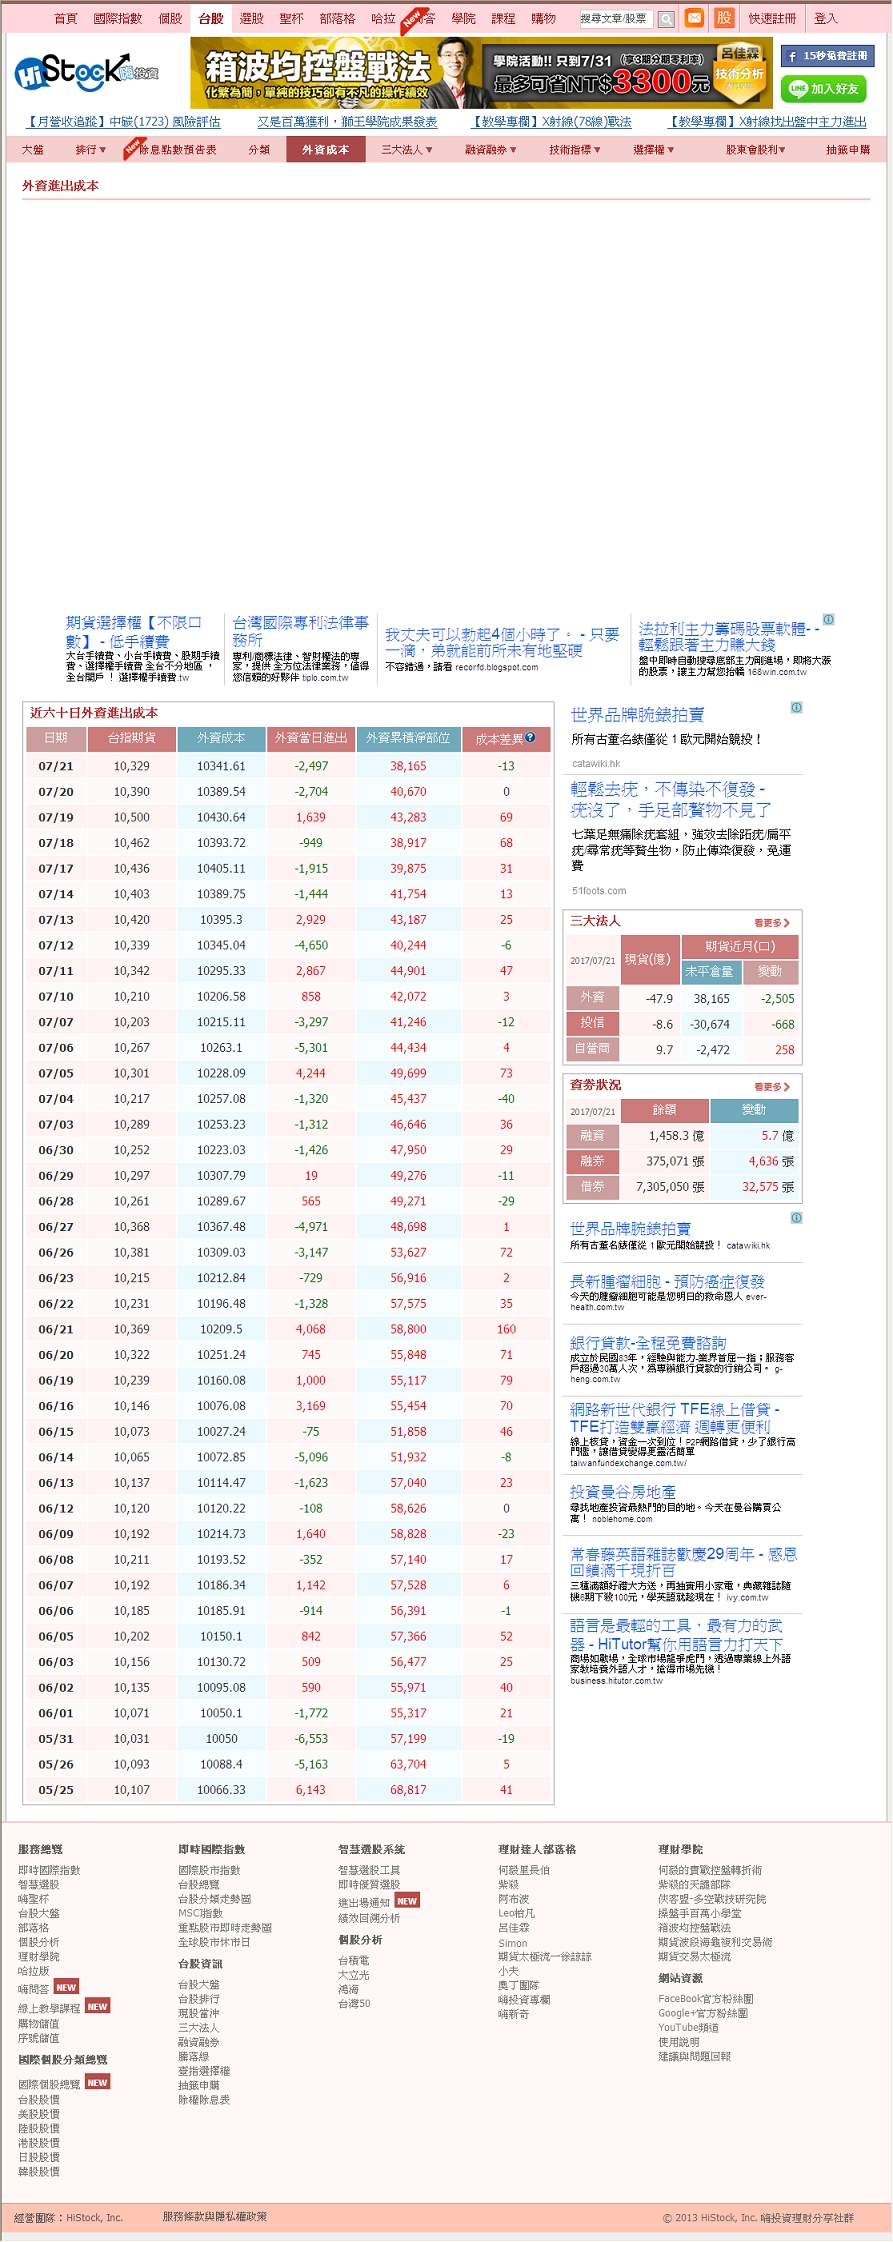 首頁 國際指數 個股 台股 選股 聖杯 部落格 哈拉 New 學院 課程 購物 搜尋文章/股票 股 快速註冊 登入
HiStock嗨投資
箱波均控盤戰法
化繁為簡，單純的技巧卻有不凡的操作績效
學院活動!! 只到7/31 (享3期分期零利率)
最多可省NT$3300元
呂佳霖
技術分析
f 15秒免費註冊
LINE 加入好友
【月營收追蹤】中碳(1723) 風險評估 又是百萬獲利，獅王學院成果發表 【教學專欄】X射線(78線)戰法 【教學專欄】X射線找出盤中主力進出
大盤 排行▼ New 除息點數預告表 分類 外資成本 三大法人▼ 融資融券▼ 技術指標▼ 選擇權▼ 股東會股利▼ 抽籤申購
外資進出成本
期貨選擇權【不限口數】 - 低手續費
大台手續費、小台手續費、股期手續費、選擇權手續費 全台不分地區，全台開戶！ 選擇權手續費.tw
台灣國際專利法律事務所
專利/商標法律、智財權法的專家，提供 全方位法律業務，值得您信賴的好夥伴 tiplo.com.tw
我丈夫可以勃起4個小時了。 - 只要一滴，弟就能前所未有地堅硬
不容錯過，請看 recorfd.blogspot.com
法拉利主力籌碼股票軟體- - 輕鬆跟著主力賺大錢
盤中即時自動搜尋底部主力剛進場，即將大漲的股票，讓主力幫您抬轎 168win.com.tw
近六十日外資進出成本
日期 台指期貨 外資成本 外資當日進出 外資累積淨部位 成本差異?
07/21 10,329 10341.61 -2,497 38,165 -13
07/20 10,390 10389.54 -2,704 40,670 0
07/19 10,500 10430.64 1,639 43,283 69
07/18 10,462 10393.72 -949 38,917 68
07/17 10,436 10405.11 -1,915 39,875 31
07/14 10,403 10389.75 -1,444 41,754 13
07/13 10,420 10395.3 2,929 43,187 25
07/12 10,339 10345.04 -4,650 40,244 -6
07/11 10,342 10295.33 2,867 44,901 47
07/10 10,210 10206.58 858 42,072 3
07/07 10,203 10215.11 -3,297 41,246 -12
07/06 10,267 10263.1 -5,301 44,434 4
07/05 10,301 10228.09 4,244 49,699 73
07/04 10,217 10257.08 -1,320 45,437 -40
07/03 10,289 10253.23 -1,312 46,646 36
06/30 10,252 10223.03 -1,426 47,950 29
06/29 10,297 10307.79 19 49,276 -11
06/28 10,261 10289.67 565 49,271 -29
06/27 10,368 10367.48 -4,971 48,698 1
06/26 10,381 10309.03 -3,147 53,627 72
06/23 10,215 10212.84 -729 56,916 2
06/22 10,231 10196.48 -1,328 57,575 35
06/21 10,369 10209.5 4,068 58,800 160
06/20 10,322 10251.24 745 55,848 71
06/19 10,239 10160.08 1,000 55,117 79
06/16 10,146 10076.08 3,169 55,454 70
06/15 10,073 10027.24 -75 51,858 46
06/14 10,065 10072.85 -5,096 51,932 -8
06/13 10,137 10114.47 -1,623 57,040 23
06/12 10,120 10120.22 -108 58,626 0
06/09 10,192 10214.73 1,640 58,828 -23
06/08 10,211 10193.52 -352 57,140 17
06/07 10,192 10186.34 1,142 57,528 6
06/06 10,185 10185.91 -914 56,391 -1
06/05 10,202 10150.1 842 57,366 52
06/03 10,156 10130.72 509 56,477 25
06/02 10,135 10095.08 590 55,971 40
06/01 10,071 10050.1 -1,772 55,317 21
05/31 10,031 10050 -6,553 57,199 -19
05/26 10,093 10088.4 -5,163 63,704 5
05/25 10,107 10066.33 6,143 68,817 41
世界品牌腕錶拍賣
所有古董名錶僅從 1 歐元開始競投！
catawiki.hk
輕鬆去疣，不傳染不復發 -
疣沒了，手足部贅物不見了
七葉足無痛除疣套組，強效去除跖疣/扁平
疣/尋常疣等贅生物，防止傳染復發，免運
費
51foots.com
三大法人 看更多
2017/07/21 現貨(億) 期貨近月(口)
未平倉量 變動
外資 -47.9 38,165 -2,505
投信 -8.6 -30,674 -668
自營商 9.7 -2,472 258
資券狀況 看更多
2017/07/21 餘額 變動
融資 1,458.3 億 5.7 億
融券 375,071 張 4,636 張
借券 7,305,050 張 32,575 張
世界品牌腕錶拍賣
所有古董名錶僅從 1 歐元開始競投！ catawiki.hk
長新腫瘤細胞 - 預防癌症復發
今天的腫瘤細胞可能是您明日的救命恩人 ever-
health.com.tw
銀行貸款-全程免費諮詢
成立於民國83年，經驗與能力-業界首屈一指；服務客
戶超過30萬人次，為專辦銀行貸款的行銷公司。 g-
heng.com.tw
網路新世代銀行 TFE線上借貸 -
TFE打造雙贏經濟 週轉更便利
線上核貸，資金一次到位！P2P網路借貸，少了銀行高
門檻，讓借貸變得更靈活簡單
taiwanfundexchange.com.tw/
投資曼谷房地產
尋找地產投資最熱門的目的地。今天在曼谷購買公
寓！ noblehome.com
常春藤英語雜誌歡慶29周年 - 感恩
回饋滿千現折百
三種滿額好禮大方送，再抽實用小家電，典藏雜誌隨
機6期下殺100元，學英語就趁現在！ ivy.com.tw
語言是最輕的工具，最有力的武
器 - HiTutor幫你用語言力打天下
商場如戰場，全球市場龍爭虎鬥，透過專業線上外語
家教培養外語人才，搶得市場先機！
business.hitutor.com.tw
服務總覽
即時國際指數
智慧選股
嗨聖杯
台股大盤
部落格
個股分析
理財學院
哈拉版
嗨問答 NEW
線上教學課程 NEW
購物儲值
序號儲值
國際個股分類總覽
國際個股總覽 NEW
台股股價
美股股價
陸股股價
港股股價
日股股價
韓股股價
即時國際指數
國際股市指數
台股總覽
台股分類走勢圖
MSCI指數
重點股市即時走勢圖
全球股市休市日
台股資訊
台股大盤
台股排行
現股當沖
三大法人
融資融券
騰落線
臺指選擇權
抽籤申購
除權除息表
智慧選股系統
智慧選股工具
即時優質選股
進出場通知 NEW
績效回溯分析
個股分析
台積電
大立光
鴻海
台灣50
理財達人部落格
何毅里長伯
紫殺
阿布波
Leo柏凡
呂佳霖
Simon
期貨太極流一徐諒諒
小夫
奧丁團隊
嗨投資專欄
嗨新奇
理財學院
何毅的實戰控盤轉折術
紫殺的天譴部隊
俠客盟-多空戰技研究院
操盤手百萬小學堂
箱波均控盤戰法
期貨波段海龜複利交易術
期貨交易太極流
網站資源
FaceBook官方粉絲團
Google+官方粉絲團
YouTube頻道
使用說明
建議與問題回報
經營團隊：HiStock, Inc. 服務條款與隱私權政策 © 2013 HiStock, Inc. 嗨投資理財分享社群